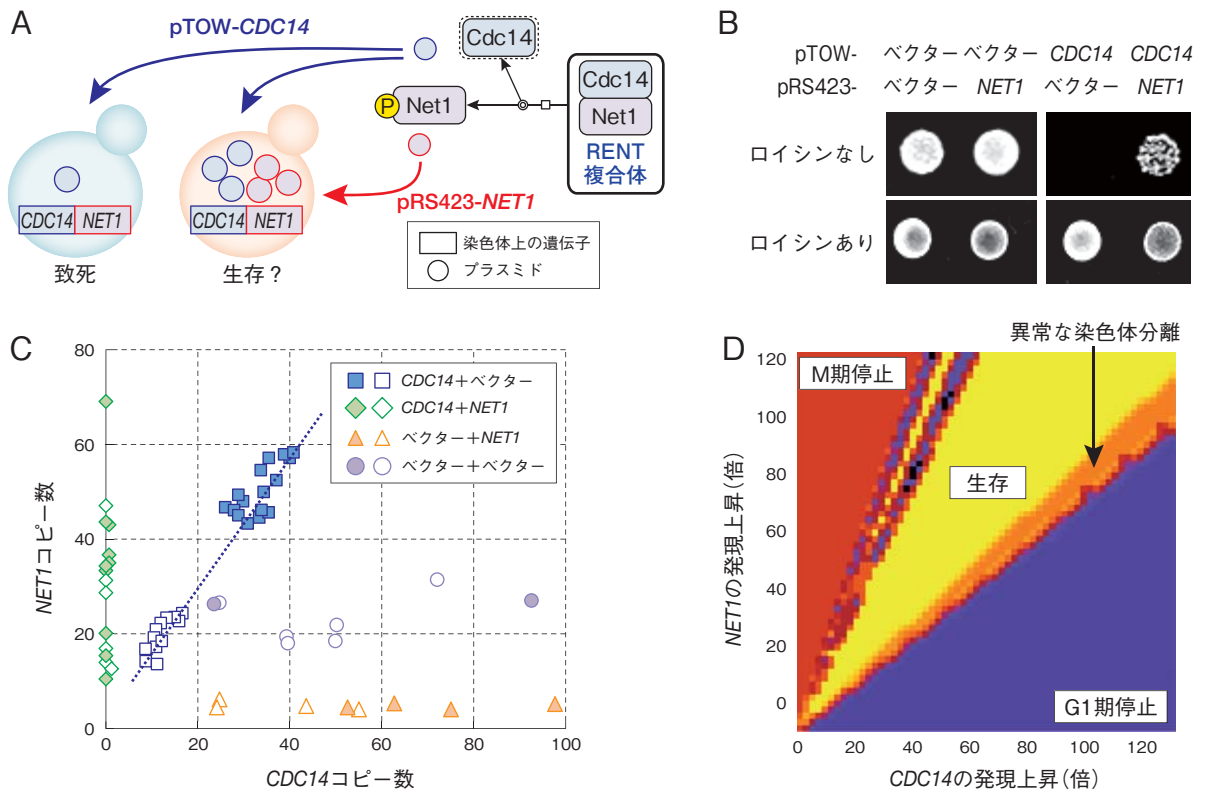 A
pTOW-CDC14
Cdc14
P
Net1
Cdc14
Net1
RENT
複合体
CDC14
NET1
CDC14
NET1
pRS423-NET1
致死
生存？
染色体上の遺伝子
プラスミド
B
pTOW- ベクター ベクター CDC14 CDC14
pRS423- ベクター NET1 ベクター NET1
ロイシンなし
ロイシンあり
C
80
60
40
20
0
0 20 40 60 80 100
NET1コピー数
CDC14コピー数
CDC14＋ベクター
CDC14＋NET1
ベクター＋NET1
ベクター＋ベクター
D
異常な染色体分離
M期停止
生存
G1期停止
120
100
80
60
40
20
0
0 20 40 60 80 100 120
NET1の発現上昇（倍）
CDC14の発現上昇（倍）